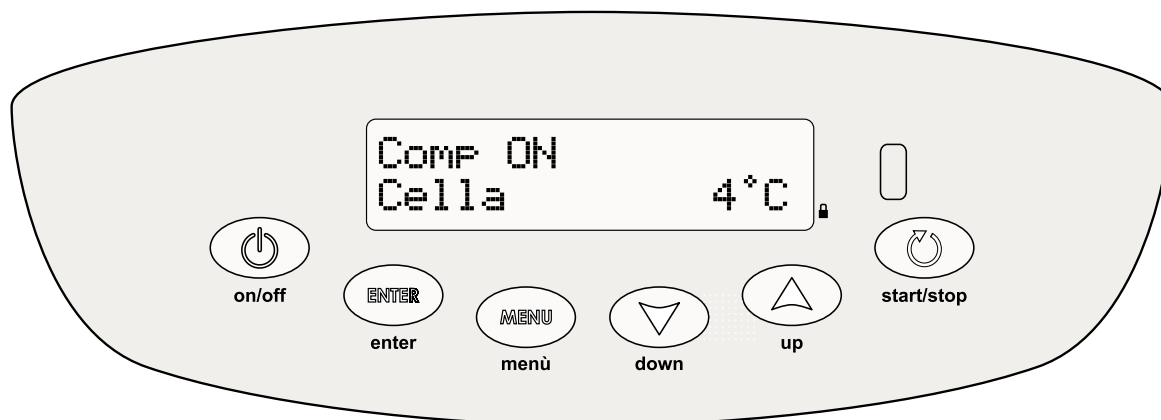 Comp ON
Cella 4°C
on/off
ENTER
enter
MENU
menù
down
up
start/stop